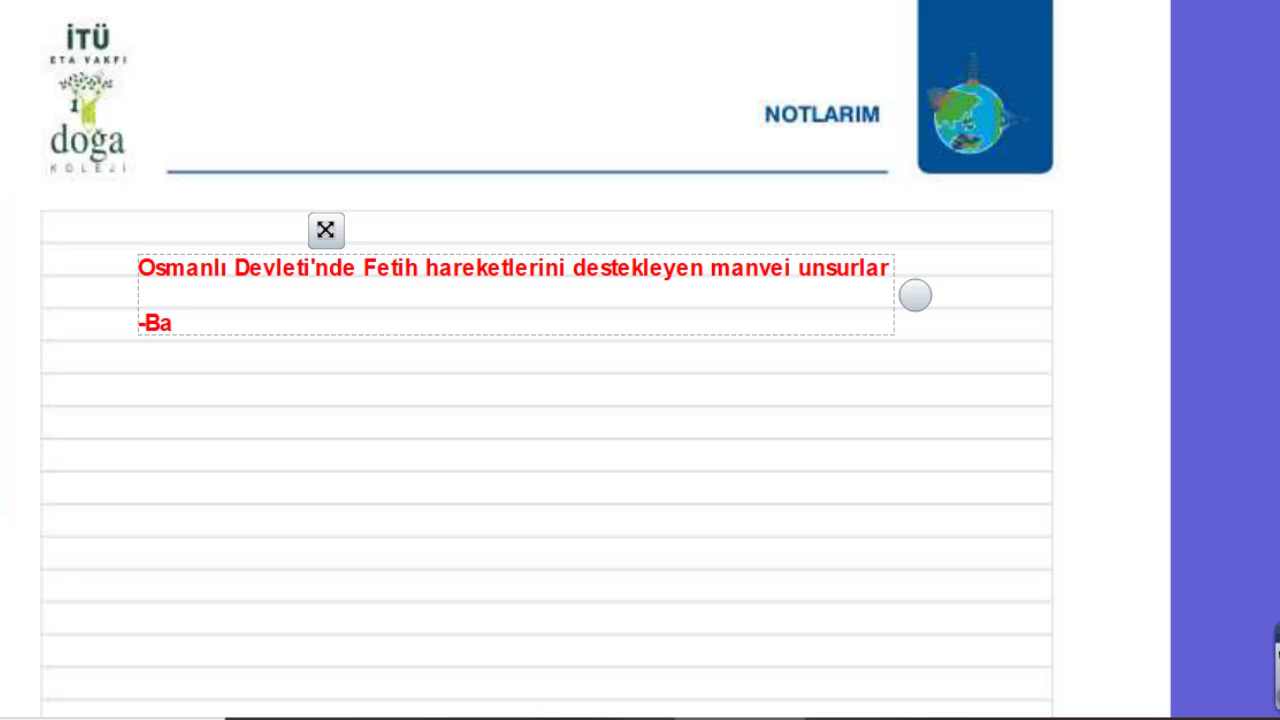 İTÜ
ETA VAKFI
doğa
KOLEJİ
NOTLARIM
Osmanlı Devleti'nde Fetih hareketlerini destekleyen manvei unsurlar
-Ba